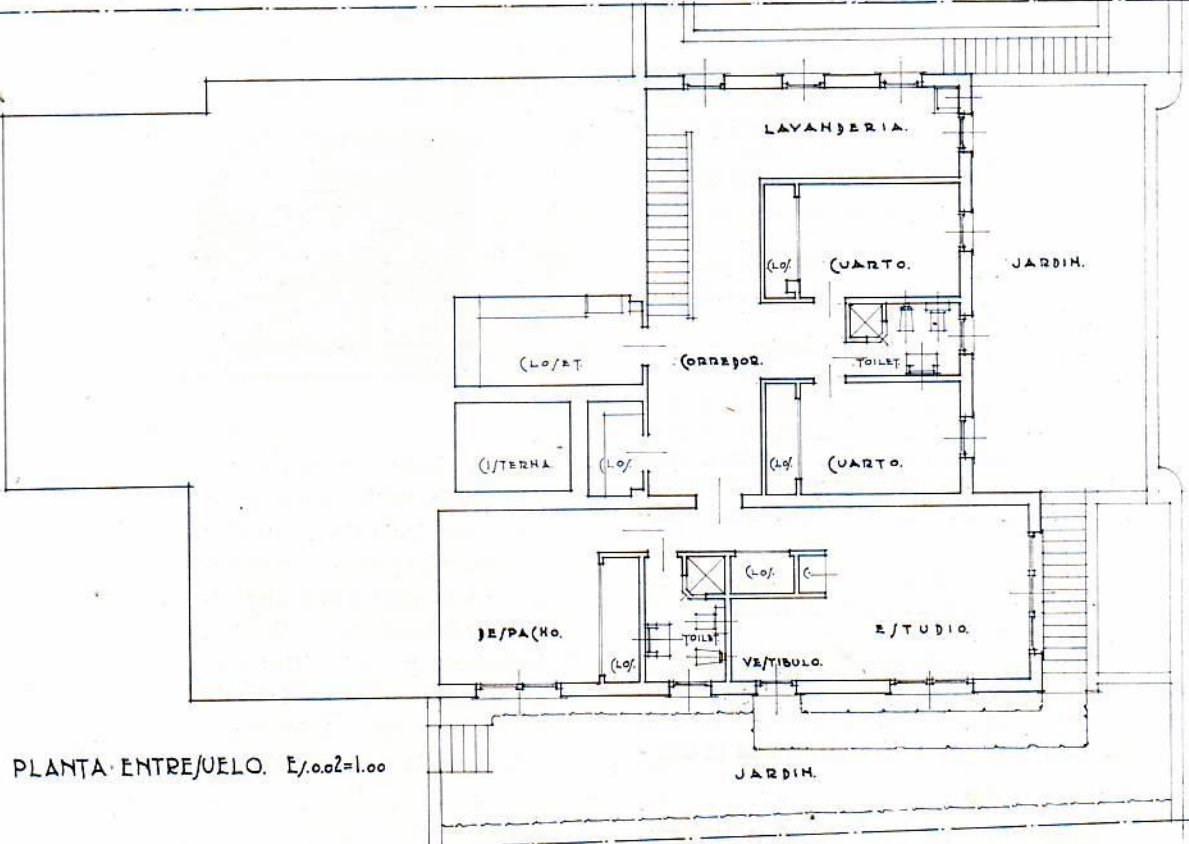 LAVANDERIA.
CLOS.
CUARTO.
JARDIN.
CLOSET.
CORREDOR.
TOILET.
CISTERNA.
CLOS.
CLOS.
CUARTO.
CLOS.
C.
DESPACHO.
CLOS.
TOILET.
VESTIBULO.
ESTUDIO.
PLANTA·ENTRESUELO. Es.0.02=1.00
JARDIN.